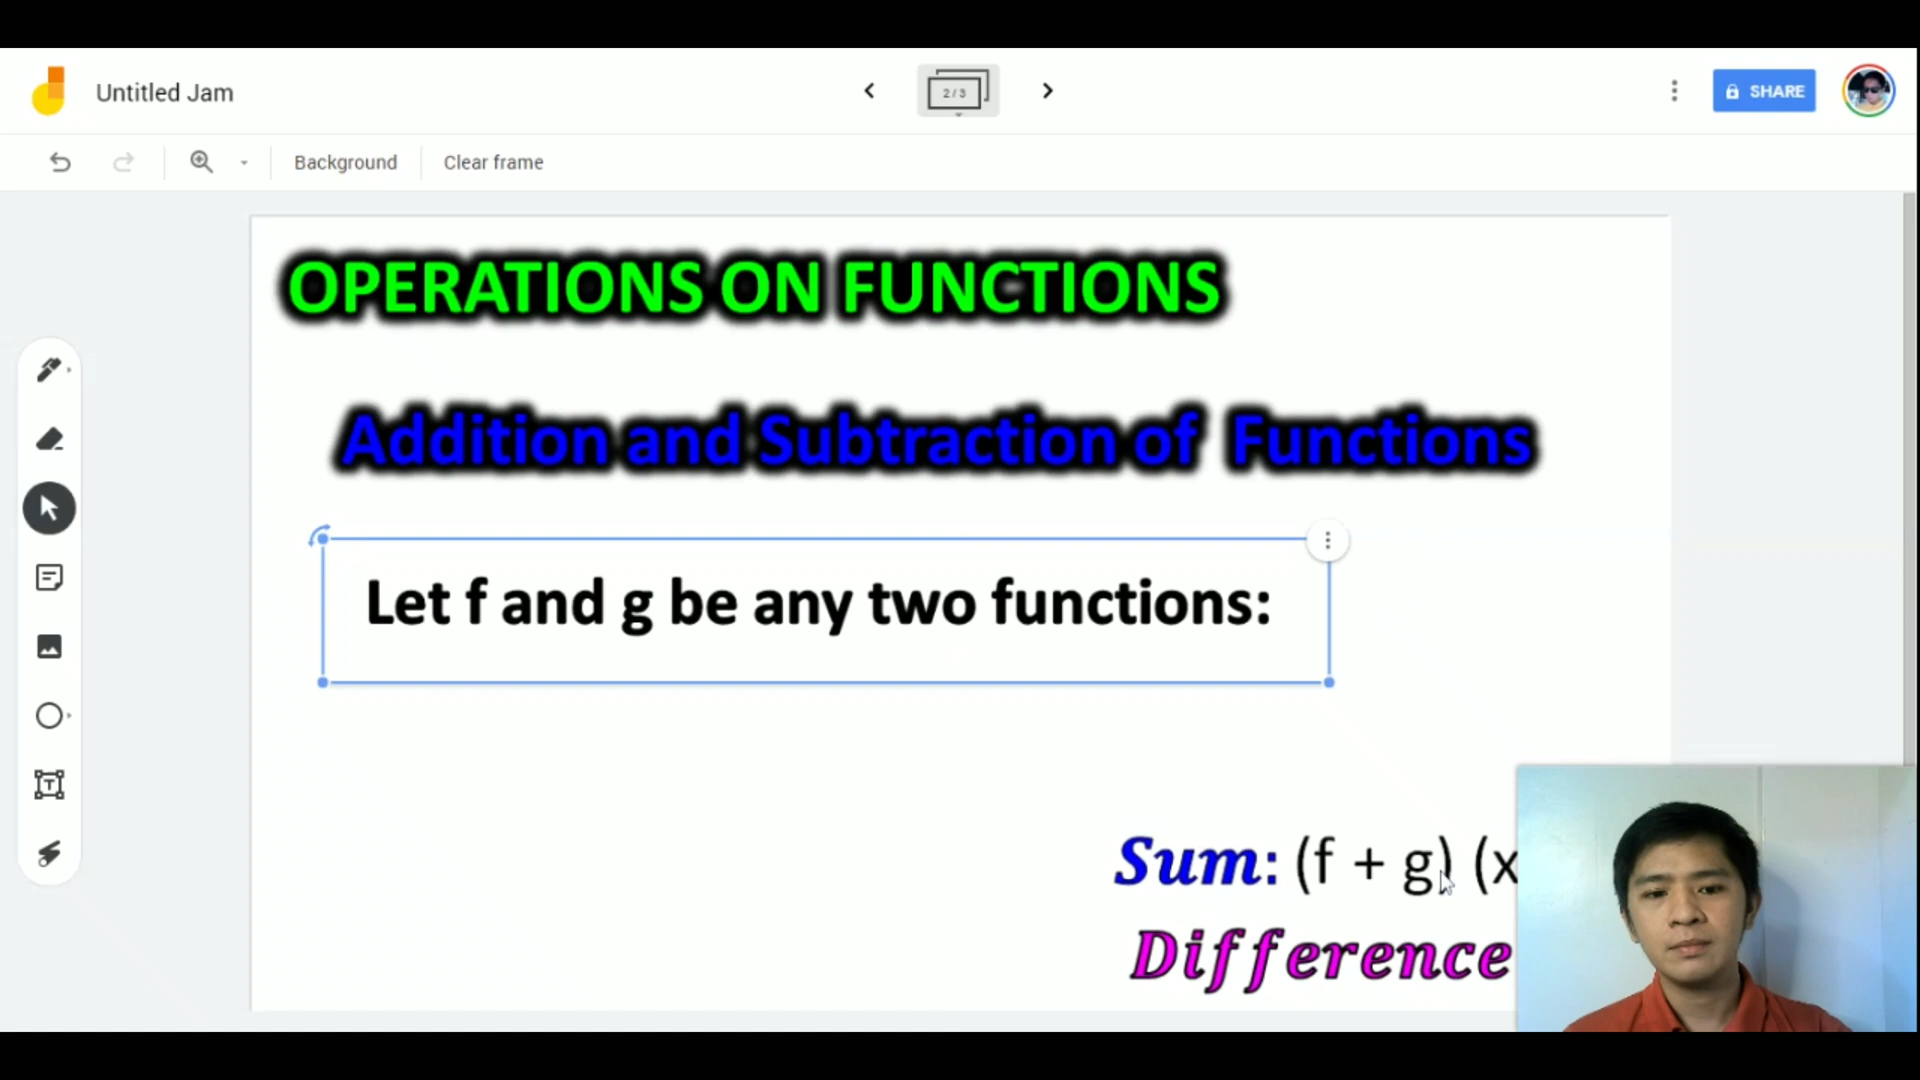 Untitled Jam
2 / 3
SHARE
Background
Clear frame
OPERATIONS ON FUNCTIONS
Addition and Subtraction of Functions
Let f and g be any two functions:
Sum: (f + g) (x
Difference